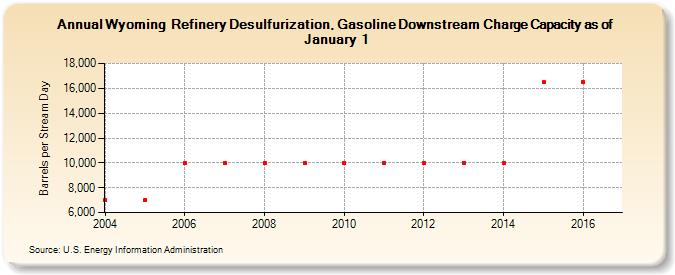 Annual Wyoming Refinery Desulfurization, Gasoline Downstream Charge Capacity as of
January 1
Barrels per Stream Day
18,000
16,000
14,000
12,000
10,000
8,000
6,000
2004 2006 2008 2010 2012 2014 2016
Source: U.S. Energy Information Administration